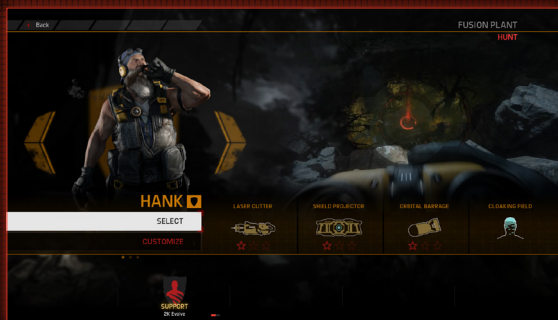 Back
FUSION PLANT
HUNT
HANK
SELECT
CUSTOMIZE
LASER CUTTER
SHIELD PROJECTOR
ORBITAL BARRAGE
CLOAKING FIELD
SUPPORT
2K Evolve